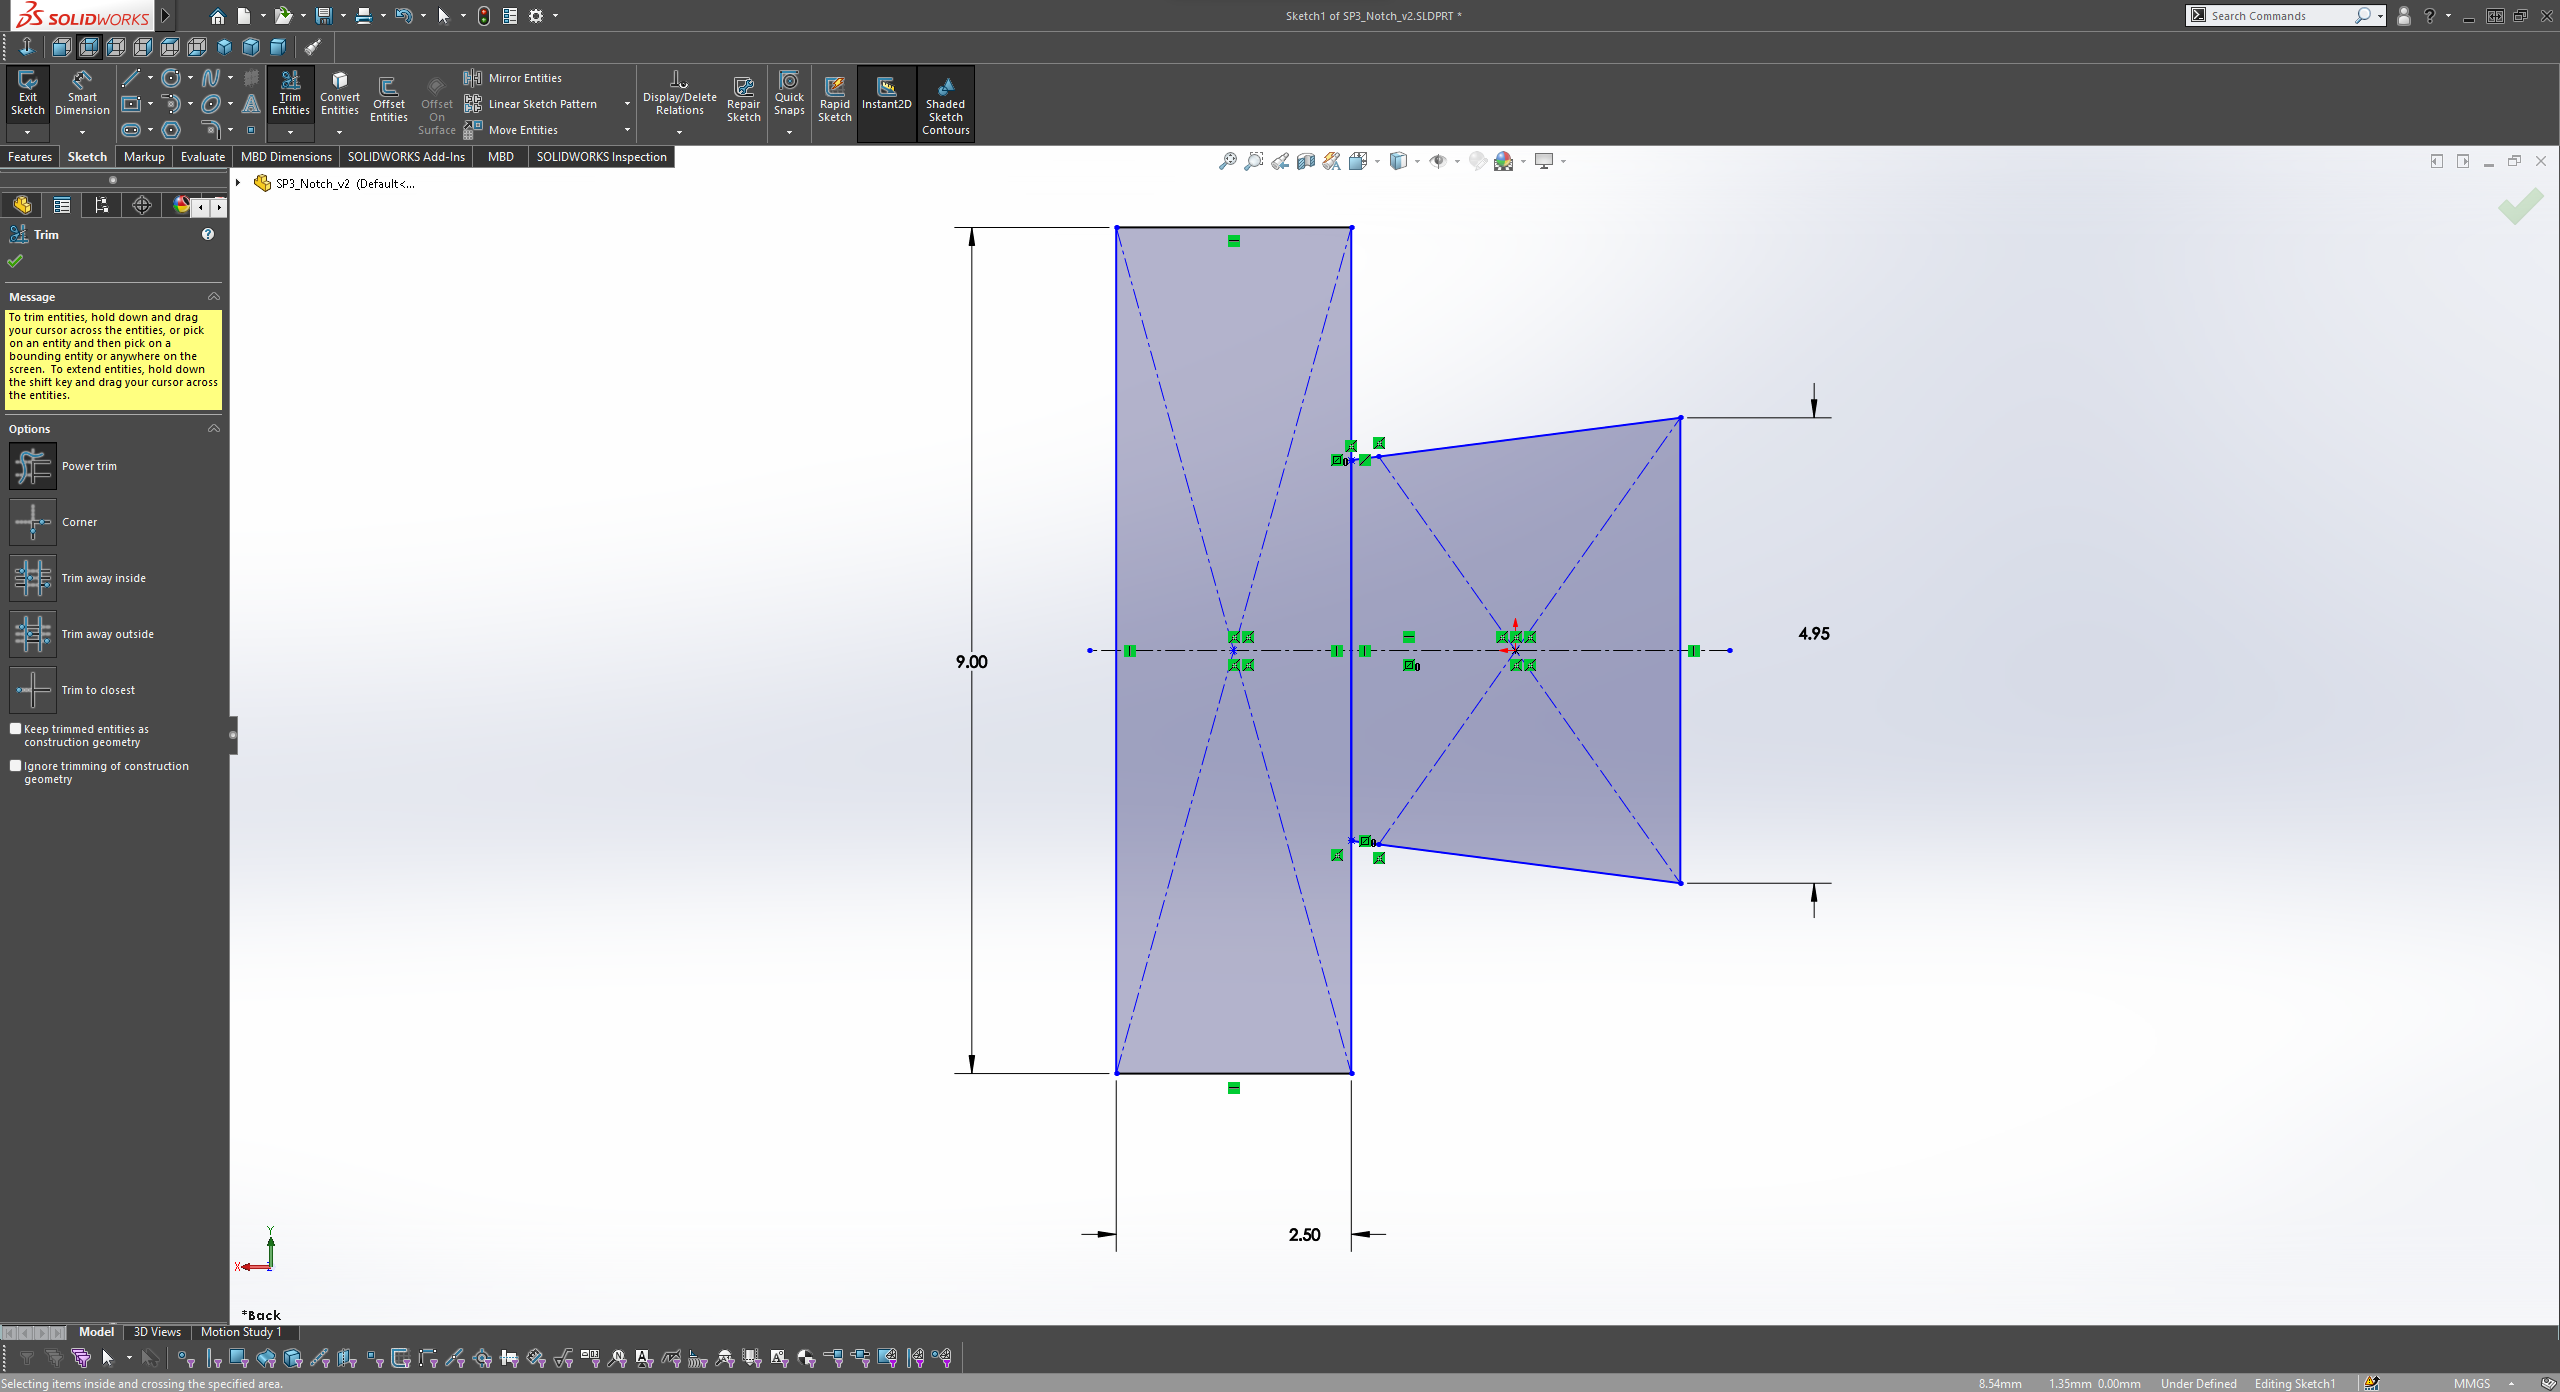 SOLIDWORKS
Sketch1 of SP3_Notch_v2.SLDPRT *
Search Commands
Exit Sketch
Smart Dimension
Trim Entities
Convert Entities
Offset Entities
Offset On Surface
Mirror Entities
Linear Sketch Pattern
Move Entities
Display/Delete Relations
Repair Sketch
Quick Snaps
Rapid Sketch
Instant2D
Shaded Sketch Contours
Features
Sketch
Markup
Evaluate
MBD Dimensions
SOLIDWORKS Add-Ins
MBD
SOLIDWORKS Inspection
SP3_Notch_v2 (Default<...
Trim
Message
To trim entities, hold down and drag
your cursor across the entities, or pick
on an entity and then pick on a
bounding entity or anywhere on the
screen. To extend entities, hold down
the shift key and drag your cursor across
the entities.
Options
Power trim
Corner
Trim away inside
Trim away outside
Trim to closest
Keep trimmed entities as
construction geometry
Ignore trimming of construction
geometry
9.00
4.95
2.50
0
0
0
Y
X
Z
*Back
Model
3D Views
Motion Study 1
Selecting items inside and crossing the specified area.
8.54mm
1.35mm
0.00mm
Under Defined
Editing Sketch1
MMGS